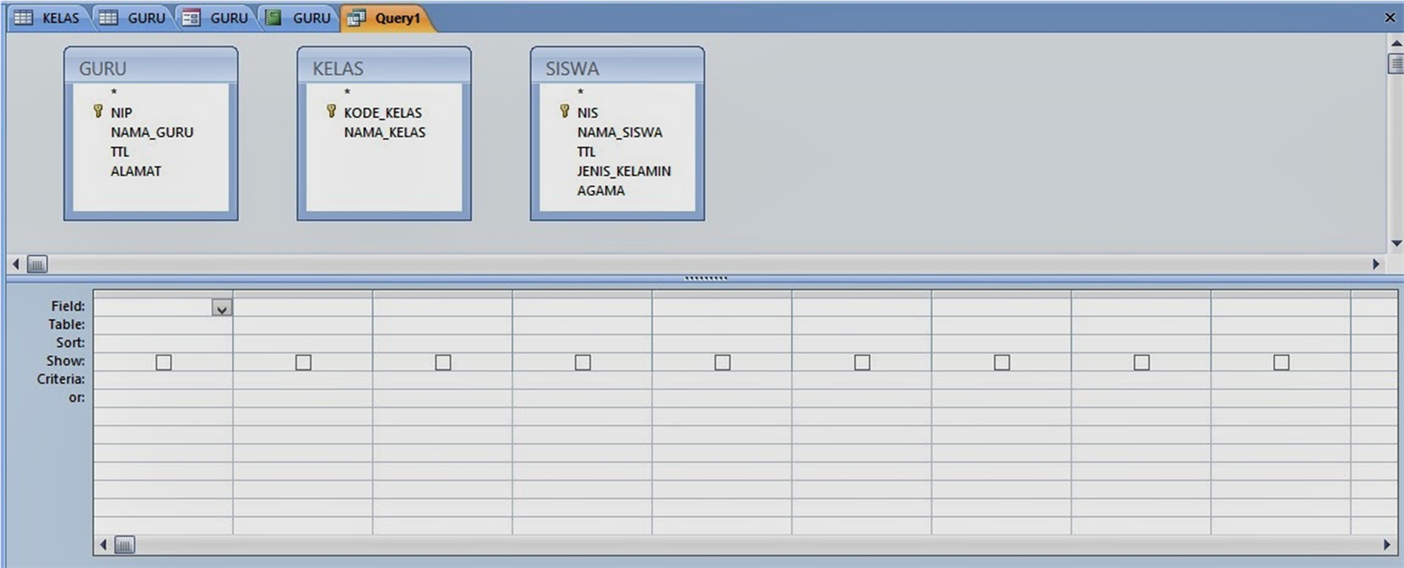 KELAS GURU GURU GURU Query1
GURU KELAS SISWA
* * *
NIP KODE_KELAS NIS
NAMA_GURU NAMA_KELAS NAMA_SISWA
TTL TTL
ALAMAT JENIS_KELAMIN
AGAMA
Field:
Table:
Sort:
Show:
Criteria:
or: